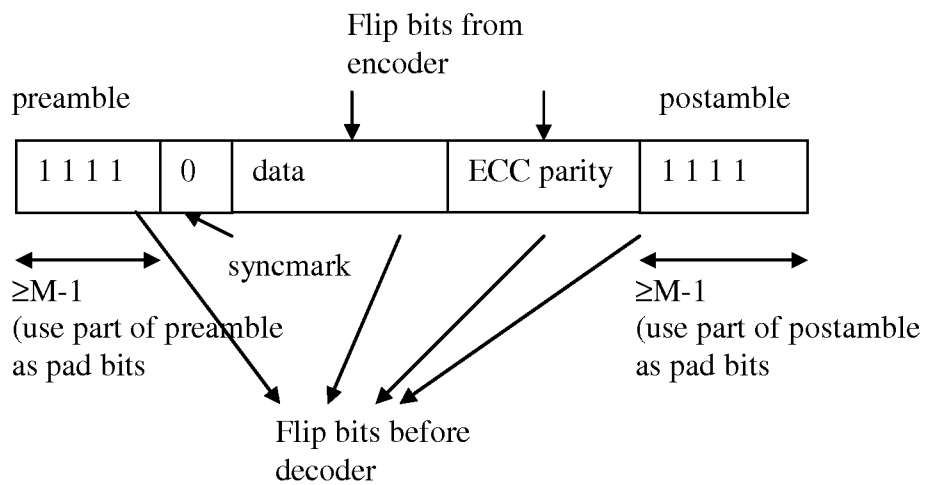 Flip bits from
encoder
preamble
postamble
1 1 1 1
0
data
ECC parity
1 1 1 1
syncmark
≥M-1
(use part of preamble
as pad bits
≥M-1
(use part of postamble
as pad bits
Flip bits before
decoder